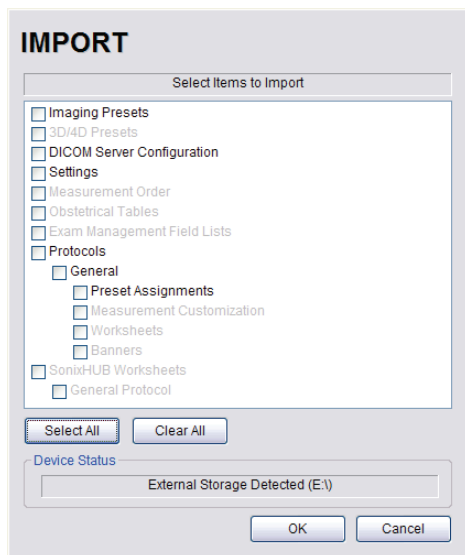 IMPORT
Select Items to Import
Imaging Presets
3D/4D Presets
DICOM Server Configuration
Settings
Measurement Order
Obstetrical Tables
Exam Management Field Lists
Protocols
General
Preset Assignments
Measurement Customization
Worksheets
Banners
SonixHUB Worksheets
General Protocol
Select All Clear All
Device Status
External Storage Detected (E:\)
OK Cancel